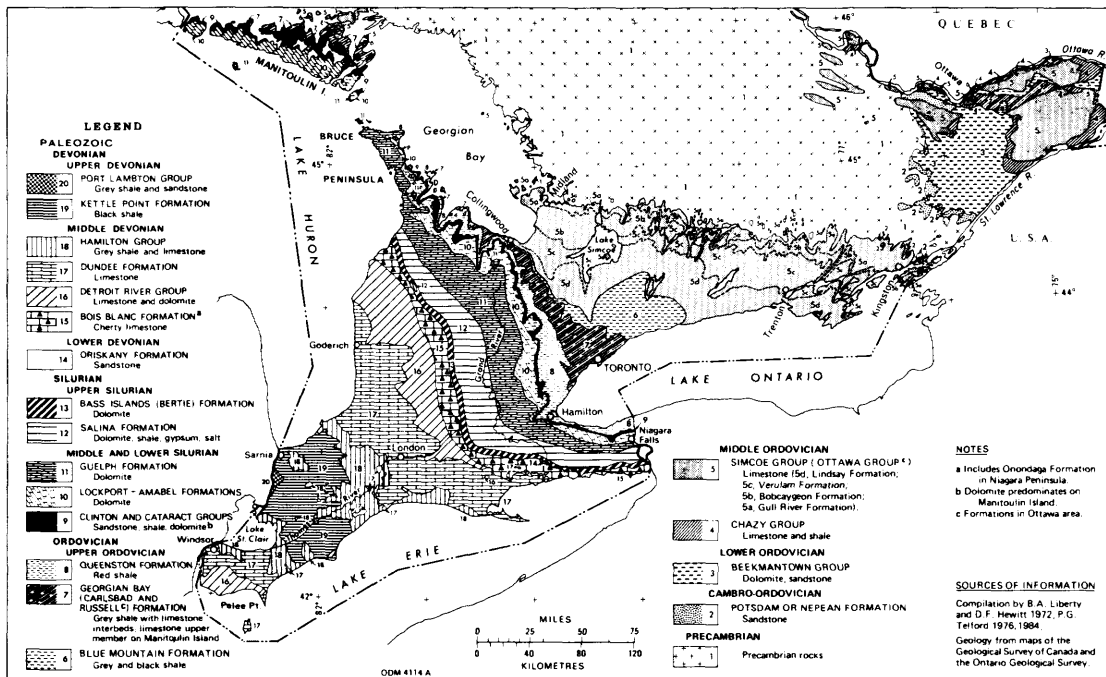 QUEBEC
46°
Ottawa R.
Ottawa
MANITOULIN I.
BRUCE
PENINSULA
Georgian
Bay
LAKE
HURON
45°
82°
77°
45°
Midland
Collingwood
Lake
Simcoe
St. Lawrence R.
U.S.A.
75°
44°
Kingston
Trenton
TORONTO
LAKE ONTARIO
Goderich
Grand
River
Hamilton
Niagara
Falls
London
Sarnia
Lake
St. Clair
Windsor
LAKE ERIE
Pelee Pt.
42°
82°
MILES
0 25 50 75
0 40 80 120
KILOMETRES
ODM 4114 A
LEGEND
PALEOZOIC
DEVONIAN
UPPER DEVONIAN
20 PORT LAMBTON GROUP
Grey shale and sandstone
19 KETTLE POINT FORMATION
Black shale
MIDDLE DEVONIAN
18 HAMILTON GROUP
Grey shale and limestone
17 DUNDEE FORMATION
Limestone
16 DETROIT RIVER GROUP
Limestone and dolomite
15 BOIS BLANC FORMATION a
Cherty limestone
LOWER DEVONIAN
14 ORISKANY FORMATION
Sandstone
SILURIAN
UPPER SILURIAN
13 BASS ISLANDS (BERTIE) FORMATION
Dolomite
12 SALINA FORMATION
Dolomite, shale, gypsum, salt
MIDDLE AND LOWER SILURIAN
11 GUELPH FORMATION
Dolomite
10 LOCKPORT - AMABEL FORMATIONS
Dolomite
9 CLINTON AND CATARACT GROUPS
Sandstone, shale, dolomite b
ORDOVICIAN
UPPER ORDOVICIAN
8 QUEENSTON FORMATION
Red shale
7 GEORGIAN BAY
(CARLSBAD AND
RUSSELL c) FORMATION
Grey shale with limestone
interbeds, limestone upper
member on Manitoulin Island
6 BLUE MOUNTAIN FORMATION
Grey and black shale
MIDDLE ORDOVICIAN
5 SIMCOE GROUP (OTTAWA GROUP c)
Limestone (5d, Lindsay Formation;
5c, Verulam Formation,
5b, Bobcaygeon Formation;
5a, Gull River Formation).
4 CHAZY GROUP
Limestone and shale
LOWER ORDOVICIAN
3 BEEKMANTOWN GROUP
Dolomite, sandstone
CAMBRO-ORDOVICIAN
2 POTSDAM OR NEPEAN FORMATION
Sandstone
PRECAMBRIAN
1 Precambrian rocks
NOTES
a Includes Onondaga Formation
in Niagara Peninsula.
b Dolomite predominates on
Manitoulin Island.
c Formations in Ottawa area.
SOURCES OF INFORMATION
Compilation by B.A. Liberty
and D.F. Hewitt 1972, P.G.
Telford 1976, 1984.
Geology from maps of the
Geological Survey of Canada and
the Ontario Geological Survey.